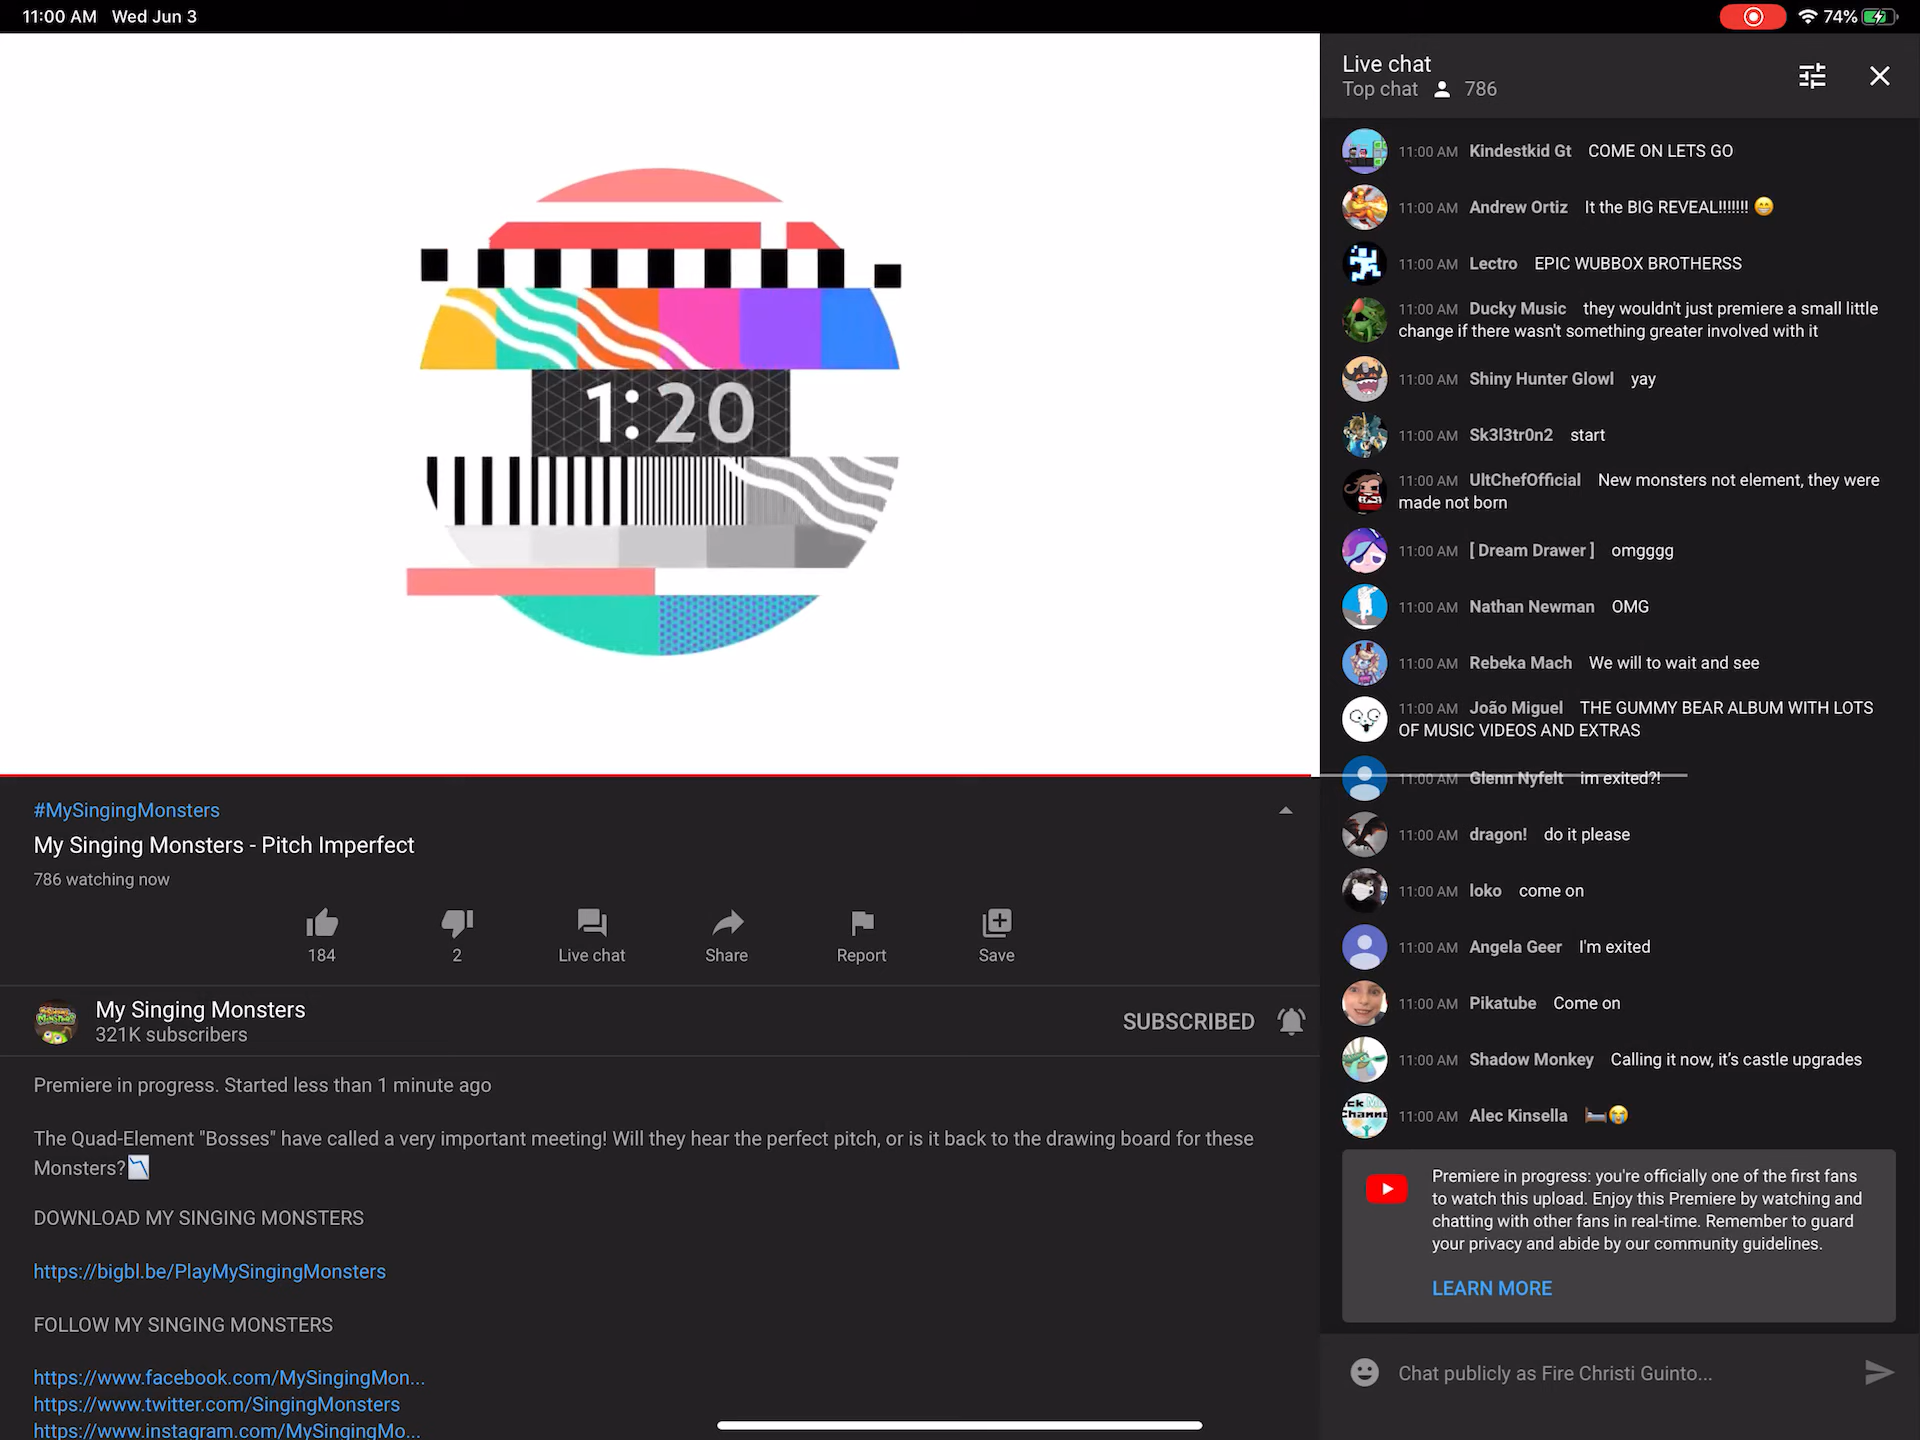 11:00 AM Wed Jun 3
74%
1:20
#MySingingMonsters
My Singing Monsters - Pitch Imperfect
786 watching now
184
2
Live chat
Share
Report
Save
My Singing Monsters
321K subscribers
SUBSCRIBED
Premiere in progress. Started less than 1 minute ago
The Quad-Element "Bosses" have called a very important meeting! Will they hear the perfect pitch, or is it back to the drawing board for these
Monsters?📉
DOWNLOAD MY SINGING MONSTERS
https://bigbl.be/PlayMySingingMonsters
FOLLOW MY SINGING MONSTERS
https://www.facebook.com/MySingingMon...
https://www.twitter.com/SingingMonsters
https://www.instagram.com/MySingingMo...
Live chat
Top chat 786
11:00 AM Kindestkid Gt COME ON LETS GO
11:00 AM Andrew Ortiz It the BIG REVEAL!!!!!!! 😁
11:00 AM Lectro EPIC WUBBOX BROTHERSS
11:00 AM Ducky Music they wouldn't just premiere a small little
change if there wasn't something greater involved with it
11:00 AM Shiny Hunter Glowl yay
11:00 AM Sk3l3tr0n2 start
11:00 AM UltChefOfficial New monsters not element, they were
made not born
11:00 AM [ Dream Drawer ] omgggg
11:00 AM Nathan Newman OMG
11:00 AM Rebeka Mach We will to wait and see
11:00 AM João Miguel THE GUMMY BEAR ALBUM WITH LOTS
OF MUSIC VIDEOS AND EXTRAS
11:00 AM Glenn Nyfelt im exited?!
11:00 AM dragon! do it please
11:00 AM loko come on
11:00 AM Angela Geer I'm exited
11:00 AM Pikatube Come on
11:00 AM Shadow Monkey Calling it now, it's castle upgrades
11:00 AM Alec Kinsella 🛏😭
Premiere in progress: you're officially one of the first fans
to watch this upload. Enjoy this Premiere by watching and
chatting with other fans in real-time. Remember to guard
your privacy and abide by our community guidelines.
LEARN MORE
Chat publicly as Fire Christi Guinto...